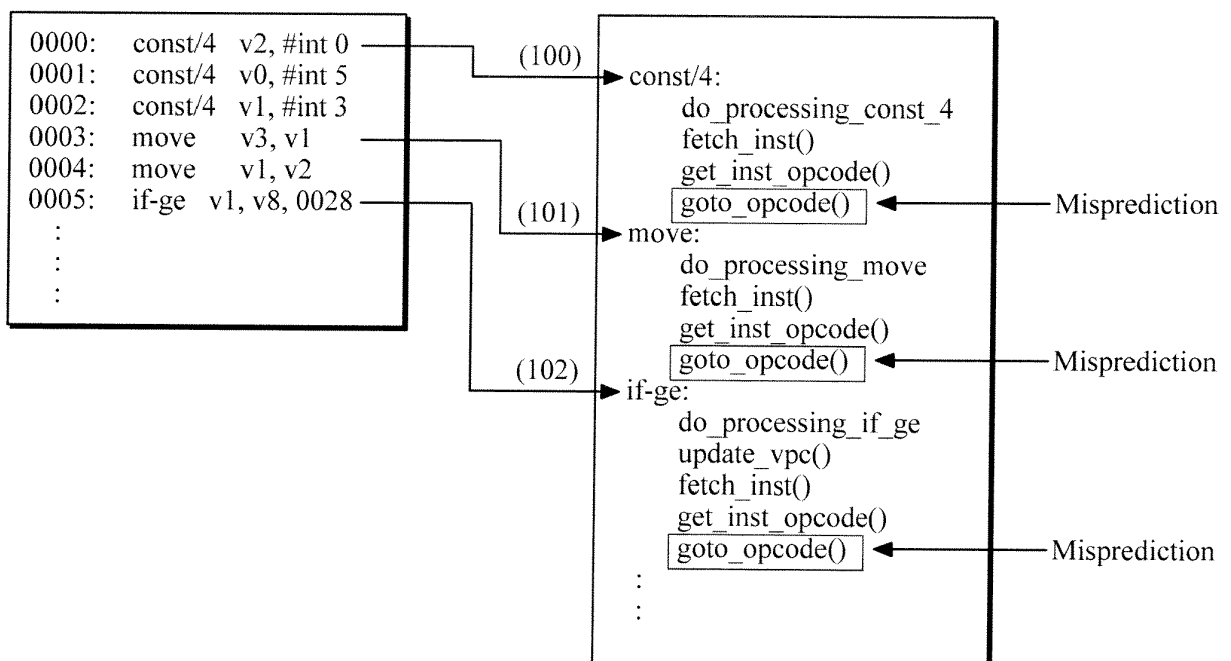 0000: const/4 v2, #int 0
0001: const/4 v0, #int 5
0002: const/4 v1, #int 3
0003: move v3, v1
0004: move v1, v2
0005: if-ge v1, v8, 0028
:
:
:
(100)
(101)
(102)
const/4:
do_processing_const_4
fetch_inst()
get_inst_opcode()
goto_opcode()
Misprediction
move:
do_processing_move
fetch_inst()
get_inst_opcode()
goto_opcode()
Misprediction
if-ge:
do_processing_if_ge
update_vpc()
fetch_inst()
get_inst_opcode()
goto_opcode()
Misprediction
:
: